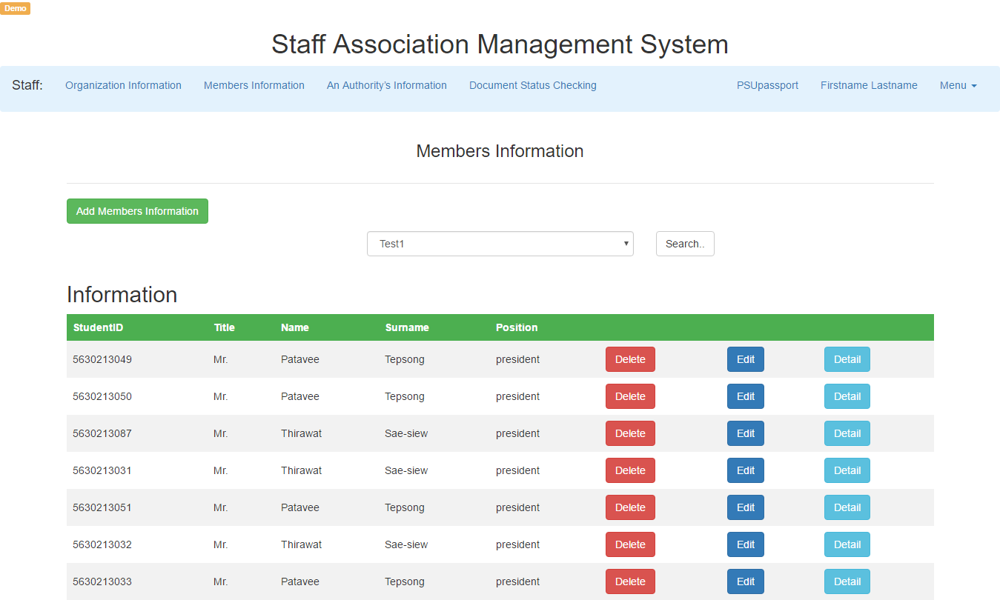 Demo
Staff Association Management System
Staff: Organization Information Members Information An Authority's Information Document Status Checking PSUpassport Firstname Lastname Menu
Members Information
Add Members Information
Test1 Search..
Information
StudentID Title Name Surname Position
5630213049 Mr. Patavee Tepsong president Delete Edit Detail
5630213050 Mr. Patavee Tepsong president Delete Edit Detail
5630213087 Mr. Thirawat Sae-siew president Delete Edit Detail
5630213031 Mr. Thirawat Sae-siew president Delete Edit Detail
5630213051 Mr. Patavee Tepsong president Delete Edit Detail
5630213032 Mr. Thirawat Sae-siew president Delete Edit Detail
5630213033 Mr. Patavee Tepsong president Delete Edit Detail